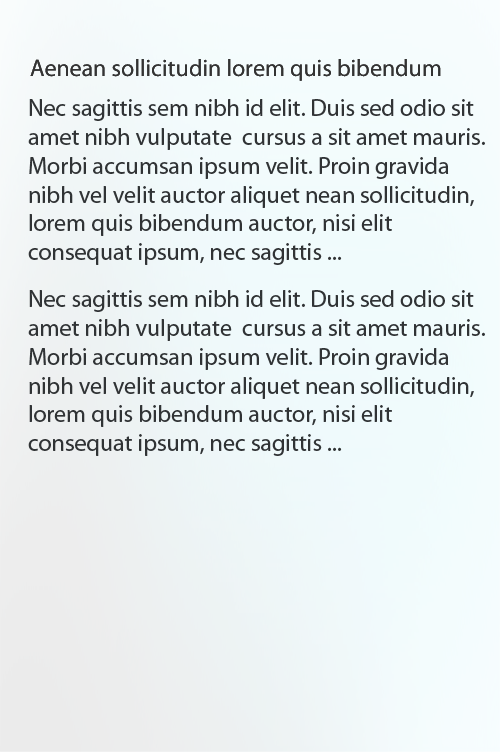 Aenean sollicitudin lorem quis bibendum
Nec sagittis sem nibh id elit. Duis sed odio sit
amet nibh vulputate  cursus a sit amet mauris.
Morbi accumsan ipsum velit. Proin gravida
nibh vel velit auctor aliquet nean sollicitudin,
lorem quis bibendum auctor, nisi elit
consequat ipsum, nec sagittis ...
Nec sagittis sem nibh id elit. Duis sed odio sit
amet nibh vulputate  cursus a sit amet mauris.
Morbi accumsan ipsum velit. Proin gravida
nibh vel velit auctor aliquet nean sollicitudin,
lorem quis bibendum auctor, nisi elit
consequat ipsum, nec sagittis ...